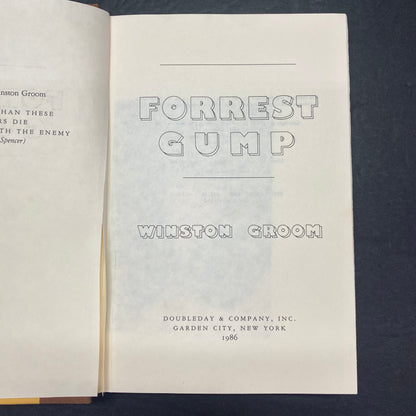 nston Groom
HAN THESE
RS DIE
TH THE ENEMY
Spencer)
FORREST
GUMP
WINSTON GROOM
DOUBLEDAY & COMPANY, INC.
GARDEN CITY, NEW YORK
1986